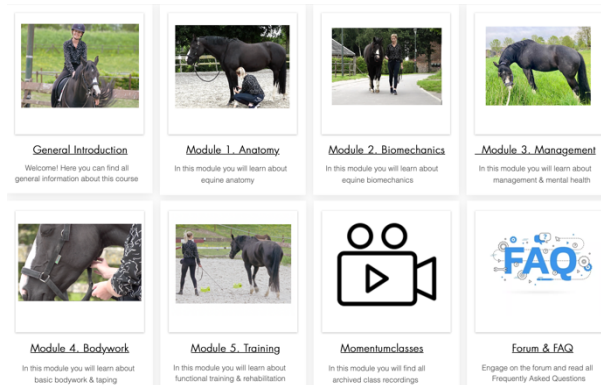 General Introduction
Welcome! Here you can find all
general information about this course
Module 1. Anatomy
In this module you will learn about
equine anatomy
Module 2. Biomechanics
In this module you will learn about
equine biomechanics
Module 3. Management
In this module you will learn about
management & mental health
FAQ
Module 4. Bodywork
In this module you will learn about
basic bodywork & taping
Module 5. Training
In this module you will learn about
functional training & rehabilitation
Momentumclasses
In this module you will find all
archived class recordings
Forum & FAQ
Engage on the forum and read all
Frequently Asked Questions